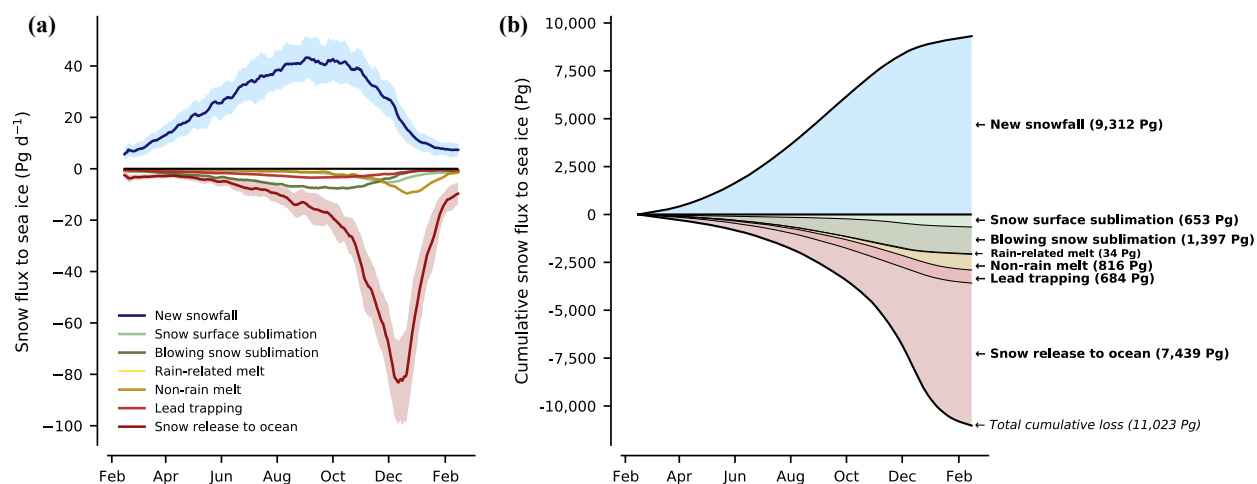 (a)
Snow flux to sea ice (Pg d⁻¹)
40
20
0
−20
−40
−60
−80
−100
New snowfall
Snow surface sublimation
Blowing snow sublimation
Rain-related melt
Non-rain melt
Lead trapping
Snow release to ocean
Feb Apr Jun Aug Oct Dec Feb
(b)
Cumulative snow flux to sea ice (Pg)
10,000
7,500
5,000
2,500
0
-2,500
-5,000
-7,500
-10,000
Feb Apr Jun Aug Oct Dec Feb
← New snowfall (9,312 Pg)
← Snow surface sublimation (653 Pg)
← Blowing snow sublimation (1,397 Pg)
← Rain-related melt (34 Pg)
← Non-rain melt (816 Pg)
← Lead trapping (684 Pg)
← Snow release to ocean (7,439 Pg)
← Total cumulative loss (11,023 Pg)